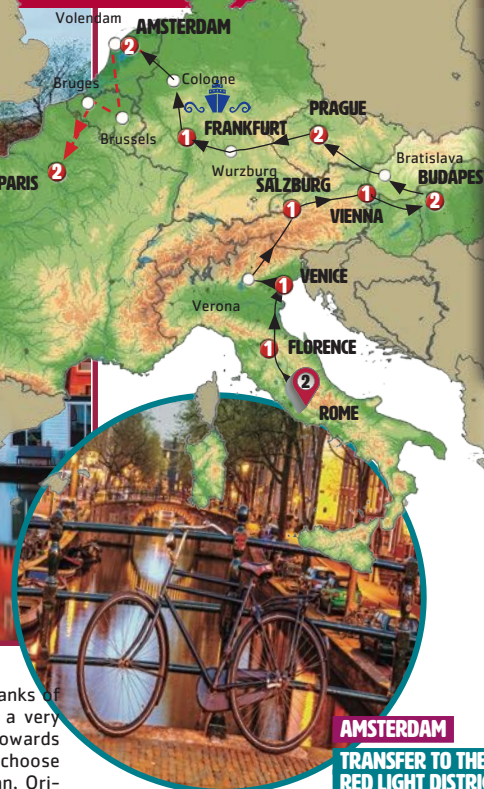 Volendam
AMSTERDAM
2
Cologne
Bruges
Brussels
1
FRANKFURT
PRAGUE
2
PARIS
2
Wurzburg
Bratislava
SALZBURG
1
VIENNA
1
BUDAPES
2
VENICE
1
Verona
1
FLORENCE
2
ROME
anks of
a very
owards
choose
an. Ori-
AMSTERDAM
TRANSFER TO THE
RED LIGHT DISTRIC